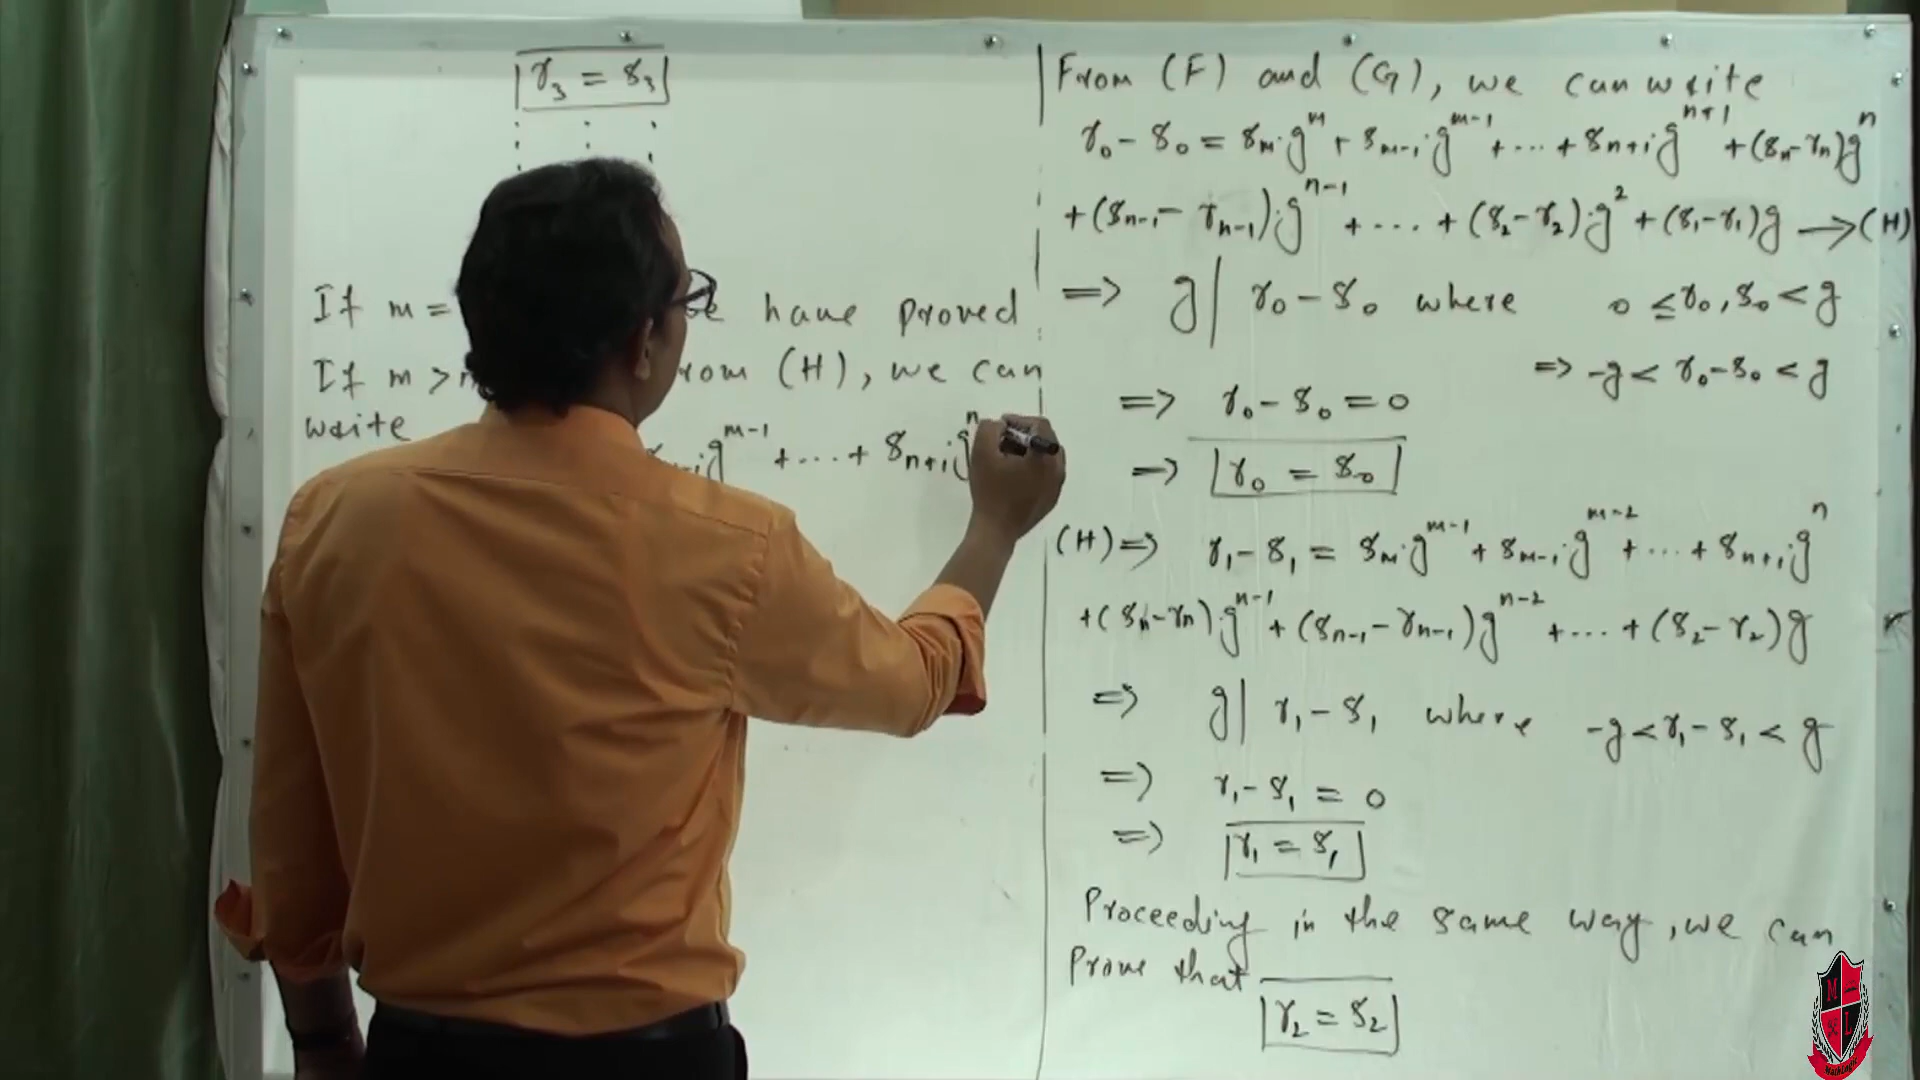 r₃ = s₃
If m = have proved
If m > rom (H), we can
write
g^{m-1} + ... + s_{n+1} g^n
From (F) and (G), we can write
r₀ - s₀ = s_m·g^m + s_{m-1} g^{m-1} + ... + s_{n+1} g^{n+1} + (s_n - r_n) g^n
+ (s_{n-1} - r_{n-1})·g^{n-1} + .... + (s₂ - r₂)·g² + (s₁ - r₁) g → (H)
⇒ g | r₀ - s₀ where 0 ≤ r₀, s₀ < g
⇒ -g < r₀ - s₀ < g
⇒ r₀ - s₀ = 0
⇒ r₀ = s₀
(H) ⇒ r₁ - s₁ = s_m·g^{m-1} + s_{m-1} g^{m-2} + ... + s_{n+1} g^n
+ (s_n - r_n)·g^{n-1} + (s_{n-1} - r_{n-1}) g^{n-2} + ... + (s₂ - r₂) g
⇒ g | r₁ - s₁ where -g < r₁ - s₁ < g
⇒ r₁ - s₁ = 0
⇒ r₁ = s₁
Proceeding in the same way, we can
Prove that
r₂ = s₂
M L
MathLogic